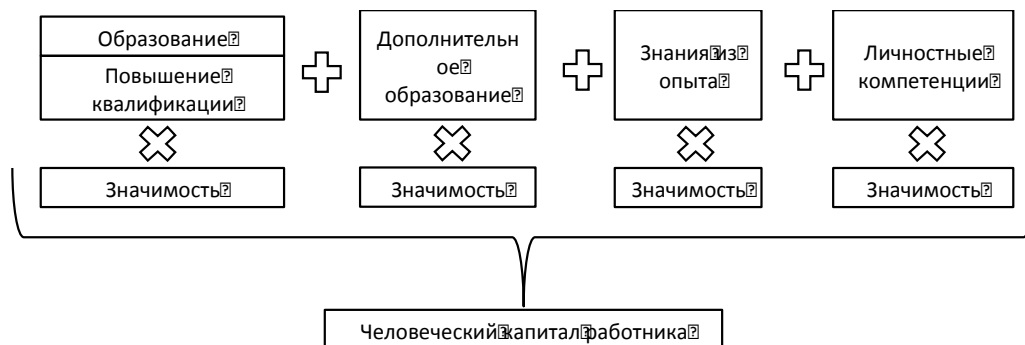 Образование
Повышение
квалификации
Дополнительн
ое
образование
Знания из
опыта
Личностные
компетенции
Значимость
Значимость
Значимость
Значимость
Человеческий капитал работника